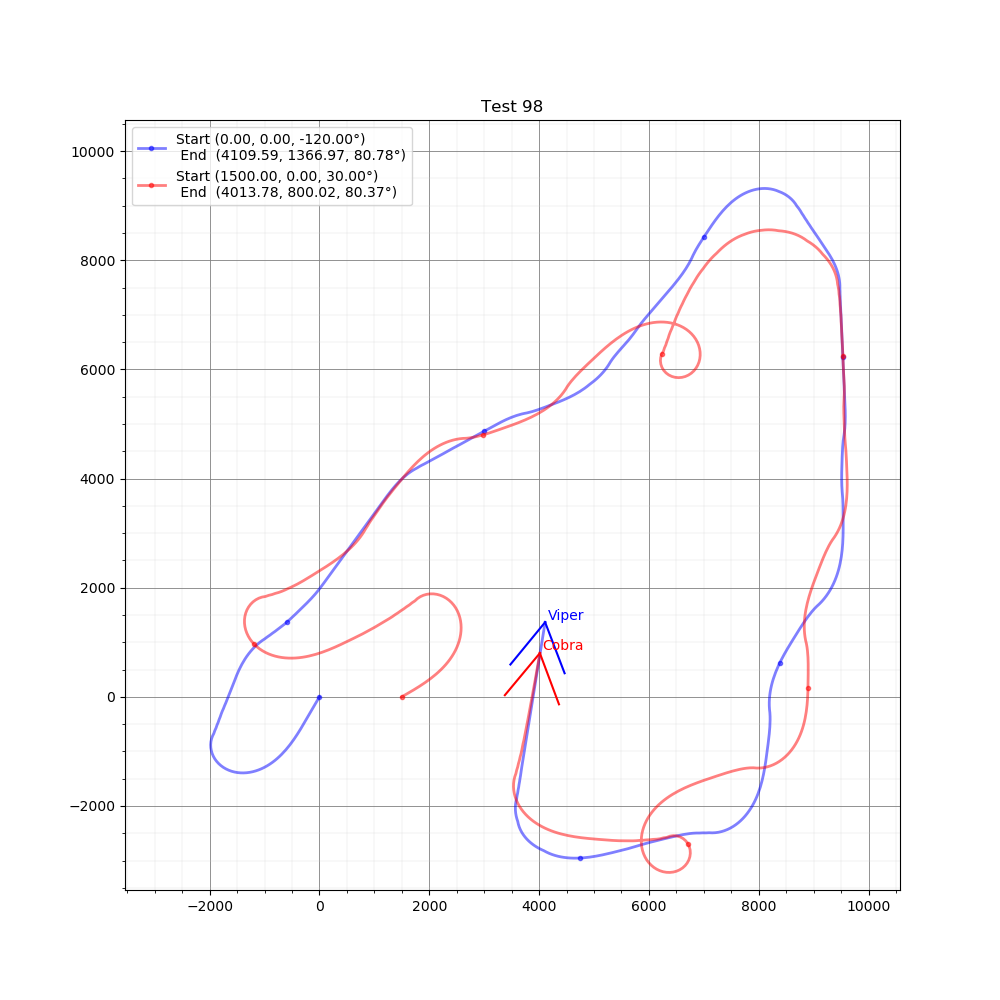 Test 98
Start (0.00, 0.00, -120.00°)
End  (4109.59, 1366.97, 80.78°)
Start (1500.00, 0.00, 30.00°)
End  (4013.78, 800.02, 80.37°)
10000
8000
6000
4000
2000
0
−2000
Viper
Cobra
−2000 0 2000 4000 6000 8000 10000